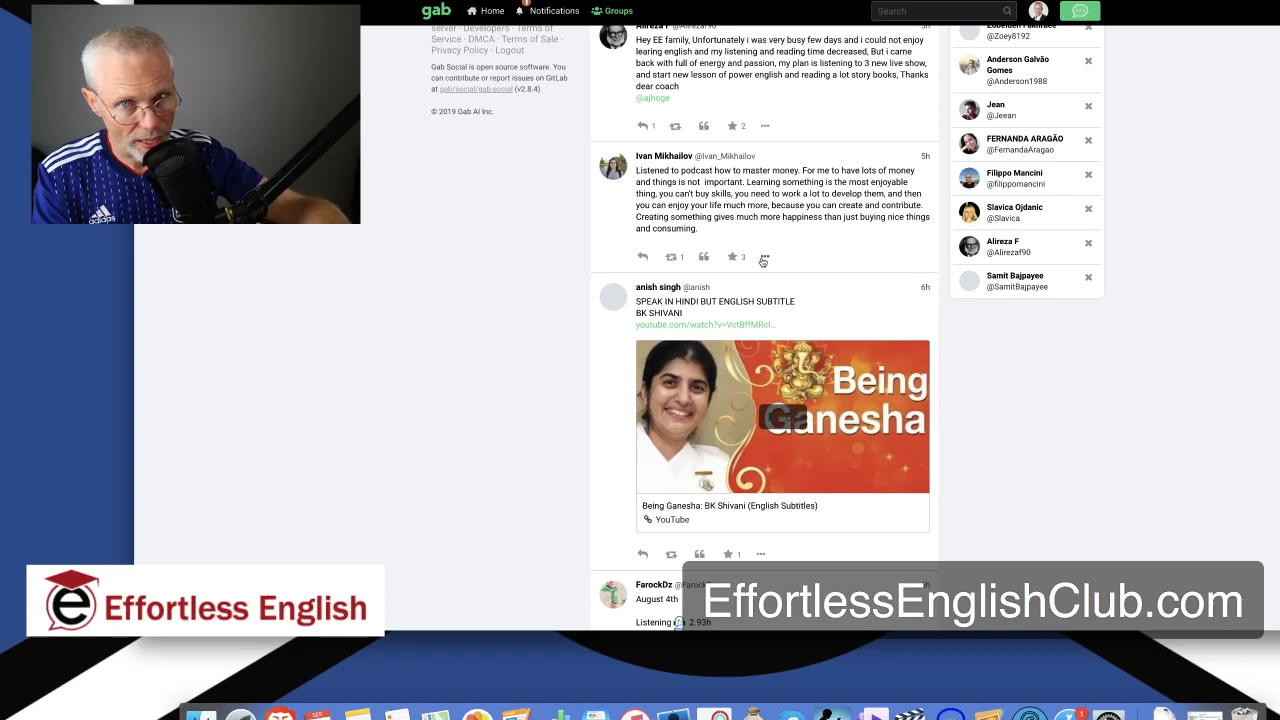 gab Home Notifications Groups Search
server · Developers · Terms of
Service · DMCA · Terms of Sale ·
Privacy Policy · Logout
Gab Social is open source software. You
can contribute or report issues on GitLab
at gab/social/gab-social (v2.8.4).
© 2019 Gab AI Inc.
Hey EE family, Unfortunately i was very busy few days and i could not enjoy
learing english and my listening and reading time decreased, But i came
back with full of energy and passion, my plan is listening to 3 new live show,
and start new lesson of power english and reading a lot story books, Thanks
dear coach
@ajhoge
1 2
Ivan Mikhailov @Ivan_Mikhailov 5h
Listened to podcast how to master money. For me to have lots of money
and things is not important. Learning something is the most enjoyable
thing, you can't buy skills, you need to work a lot to develop them, and then
you can enjoy your life much more, because you can create and contribute.
Creating something gives much more happiness than just buying nice things
and consuming.
1 3
anish singh @anish 6h
SPEAK IN HINDI BUT ENGLISH SUBTITLE
BK SHIVANI
youtube.com/watch?v=VctBffMRcI...
Being
Ganesha
Being Ganesha: BK Shivani (English Subtitles)
YouTube
1
FarockDz
August 4th
Listening 2.93h
@Zoey8192
Anderson Galvão
Gomes
@Anderson1988
Jean
@Jeean
FERNANDA ARAGÃO
@FernandaAragao
Filippo Mancini
@filippomancini
Slavica Ojdanic
@Slavica
Alireza F
@Alirezaf90
Samit Bajpayee
@SamitBajpayee
adidas
e Effortless English
EffortlessEnglishClub.com